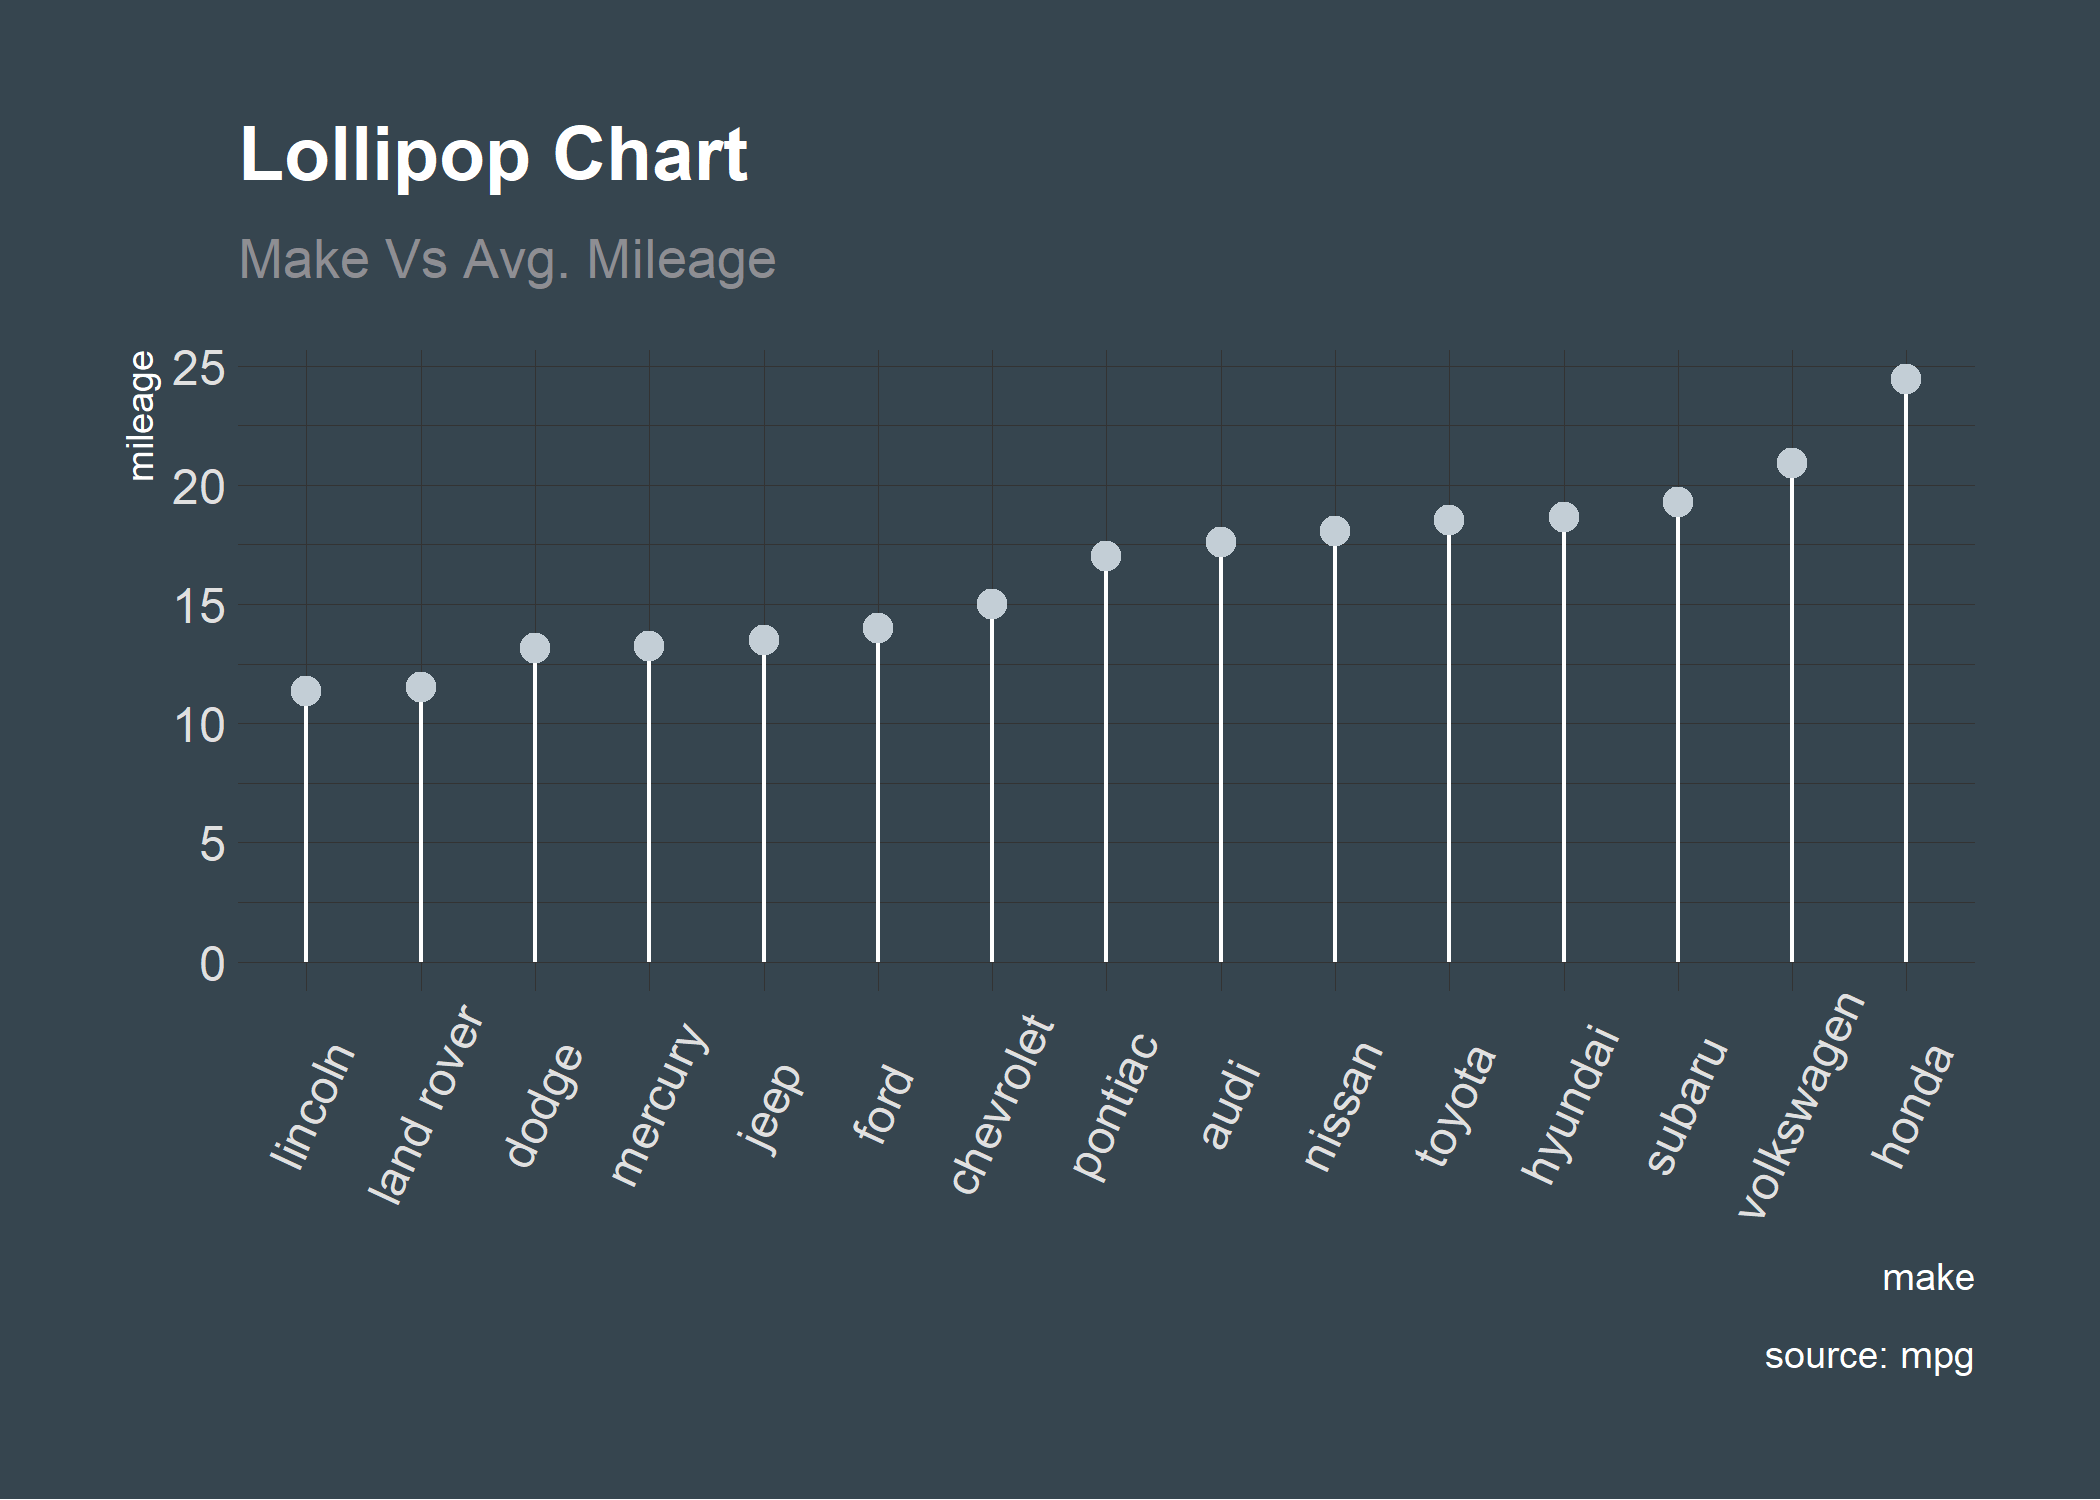 Lollipop Chart
Make Vs Avg. Mileage
mileage
25
20
15
10
5
0
lincoln
land rover
dodge
mercury
jeep
ford
chevrolet
pontiac
audi
nissan
toyota
hyundai
subaru
volkswagen
honda
make
source: mpg